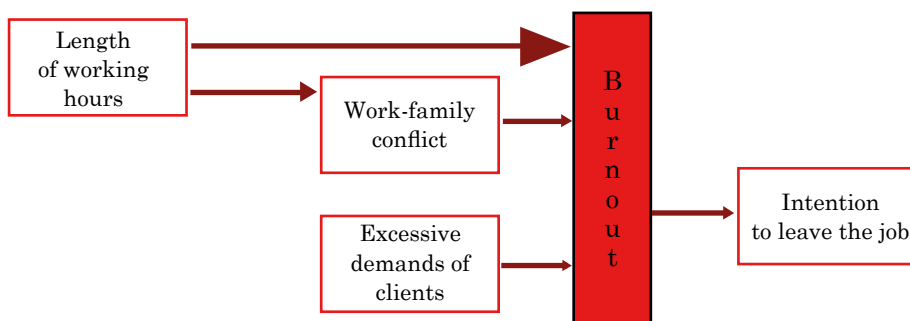 Length
of working
hours
Work-family
conflict
Excessive
demands of
clients
B
u
r
n
o
u
t
Intention
to leave the job